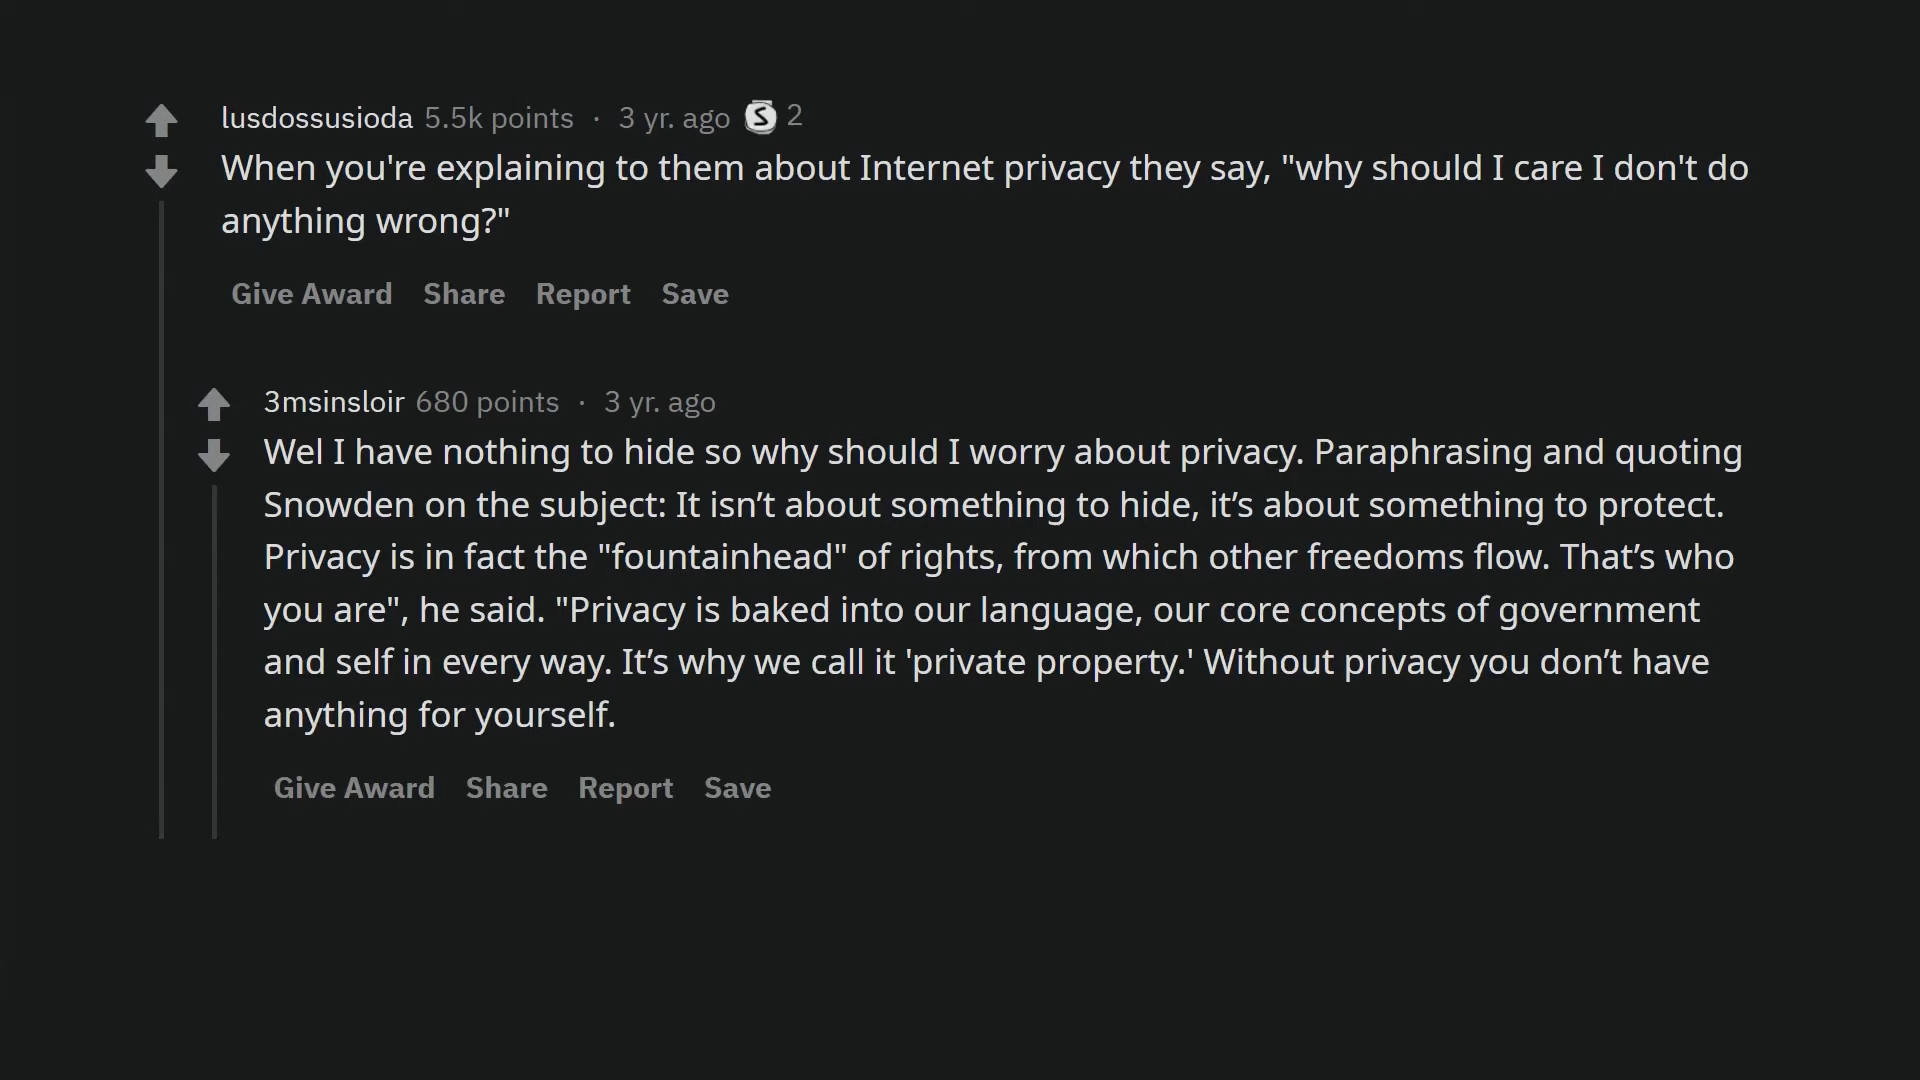 lusdossusioda 5.5k points · 3 yr. ago S 2
When you're explaining to them about Internet privacy they say, "why should I care I don't do
anything wrong?"
Give Award Share Report Save
3msinsloir 680 points · 3 yr. ago
Wel I have nothing to hide so why should I worry about privacy. Paraphrasing and quoting
Snowden on the subject: It isn’t about something to hide, it’s about something to protect.
Privacy is in fact the "fountainhead" of rights, from which other freedoms flow. That’s who
you are", he said. "Privacy is baked into our language, our core concepts of government
and self in every way. It’s why we call it 'private property.' Without privacy you don’t have
anything for yourself.
Give Award Share Report Save